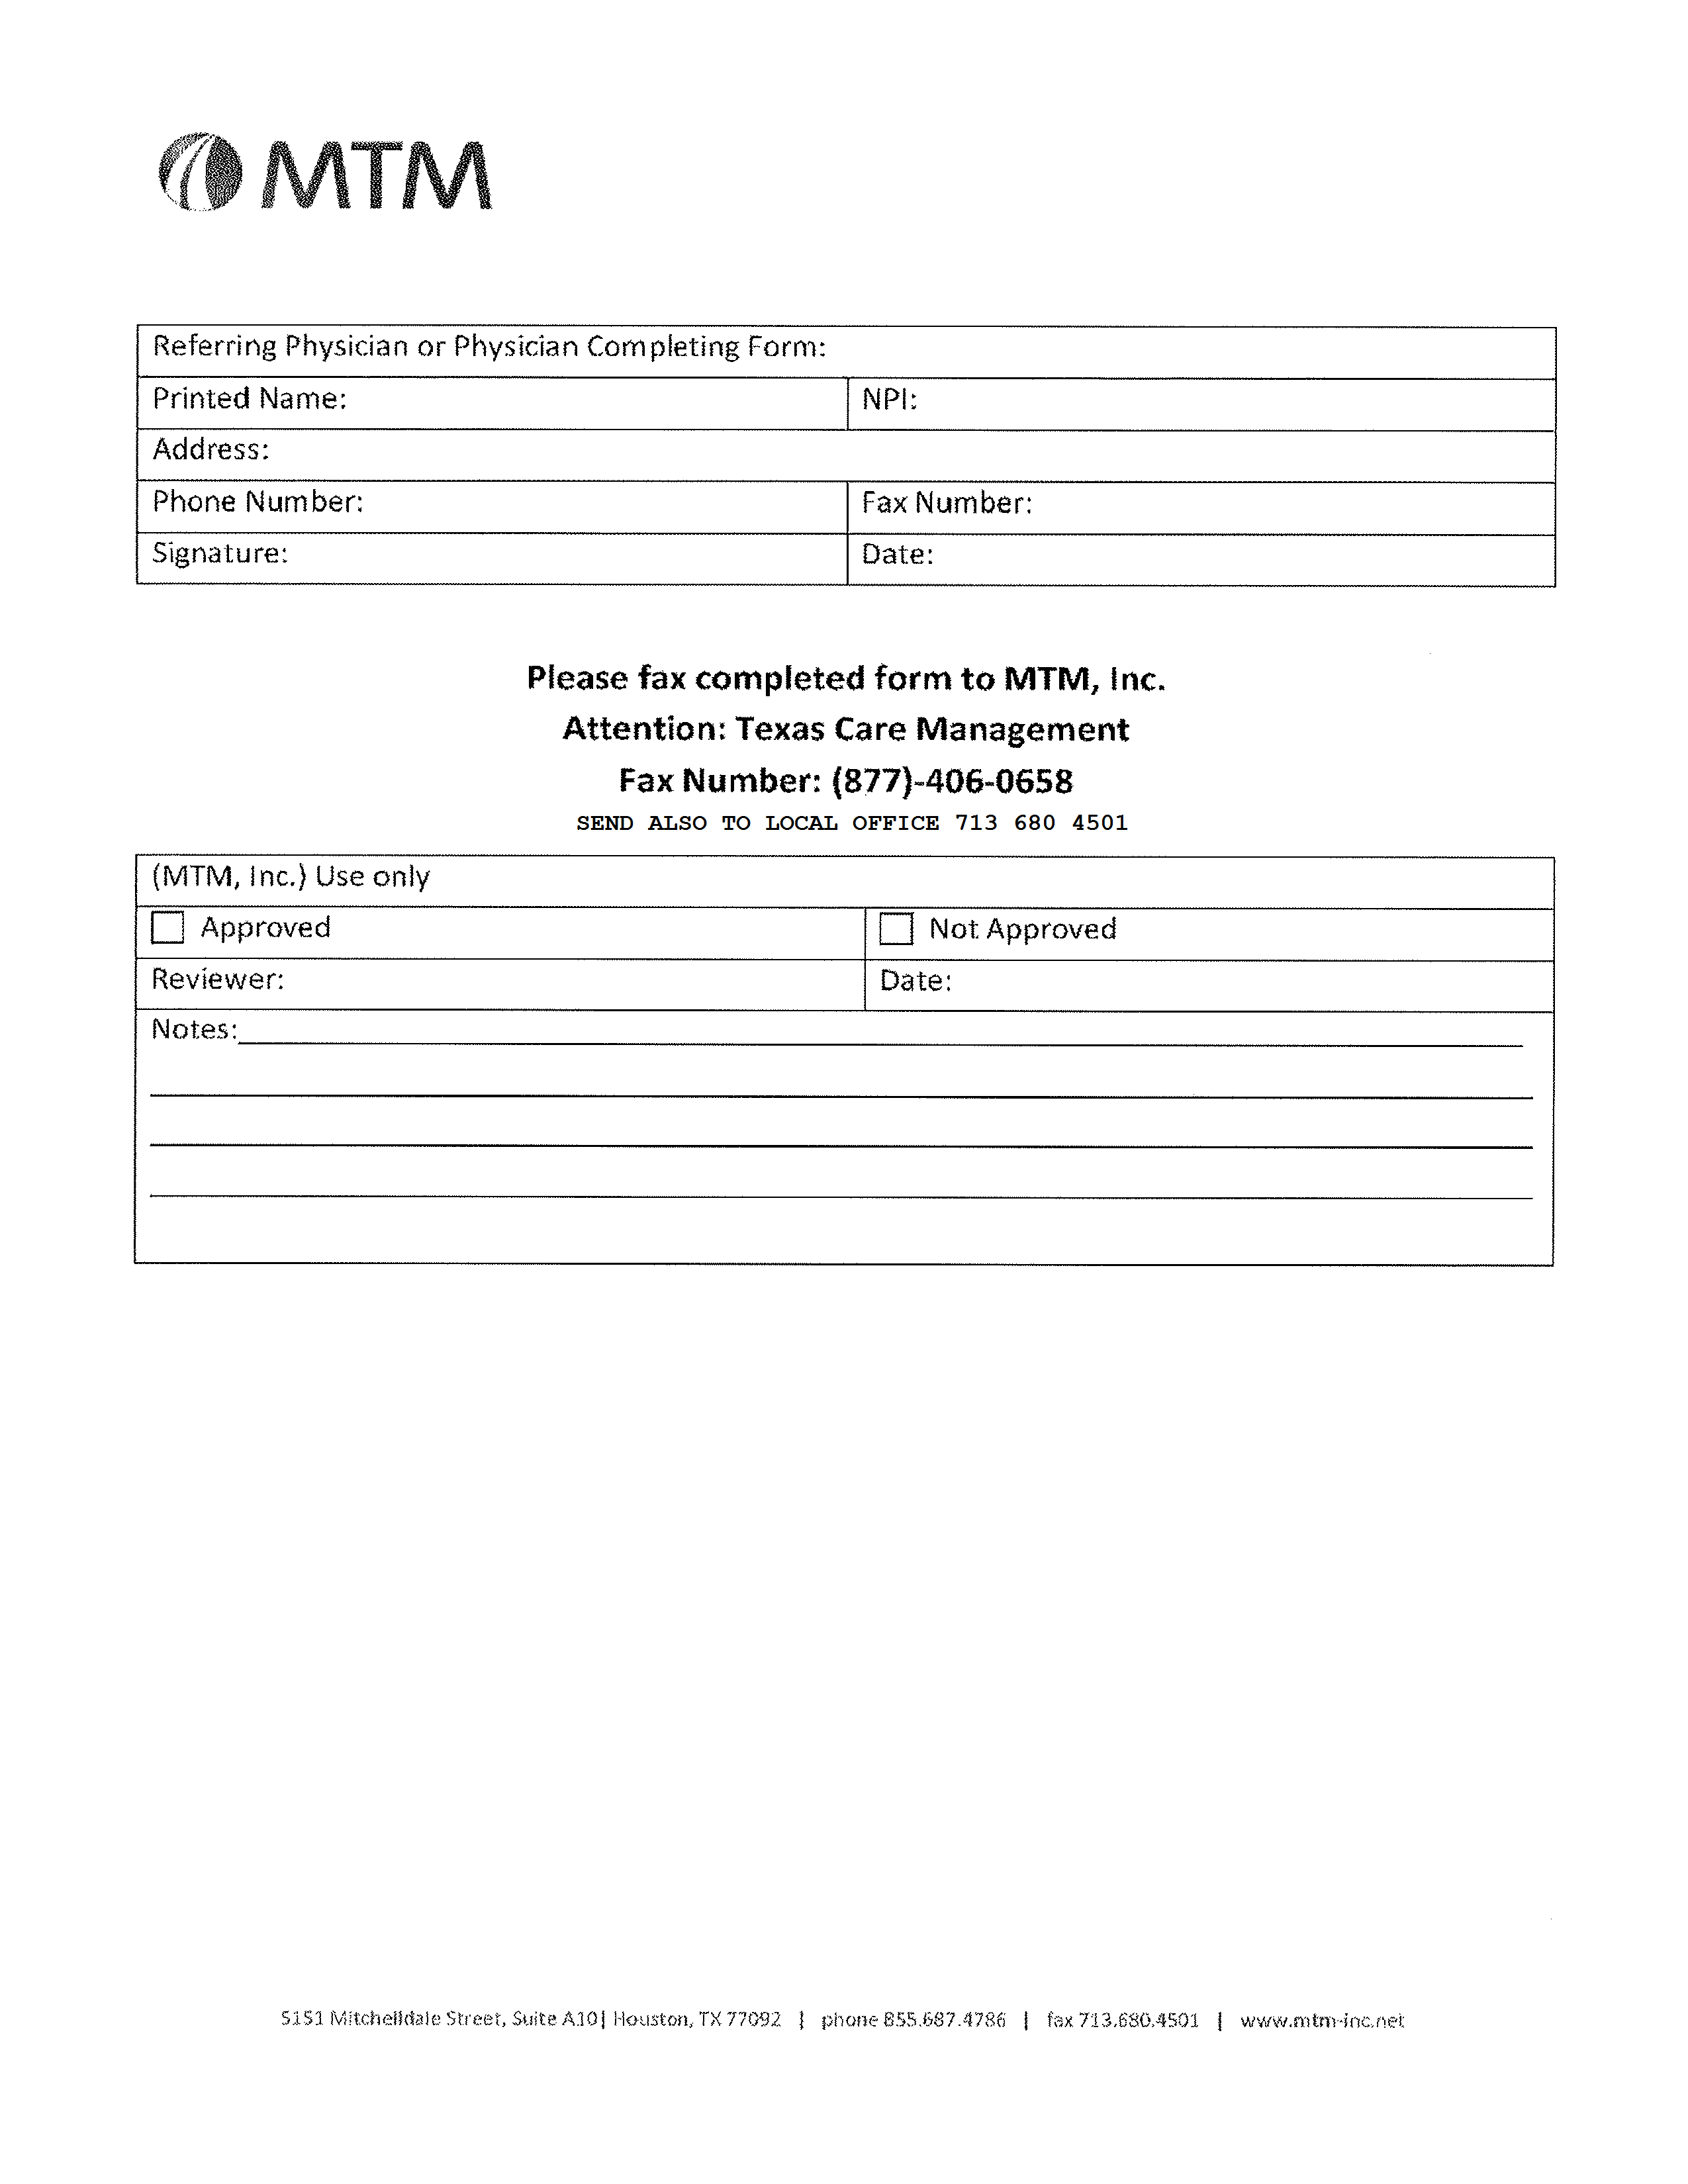 MTM
Referring Physician or Physician Completing Form:
Printed Name: NPI:
Address:
Phone Number: Fax Number:
Signature: Date:
Please fax completed form to MTM, Inc.
Attention: Texas Care Management
Fax Number: (877)-406-0658
SEND ALSO TO LOCAL OFFICE 713 680 4501
(MTM, Inc.) Use only
Approved Not Approved
Reviewer: Date:
Notes:
5151 Mitchelldale Street, Suite A10| Houston, TX 77092 | phone 855.687.4786 | fax 713.680.4501 | www.mtm-inc.net